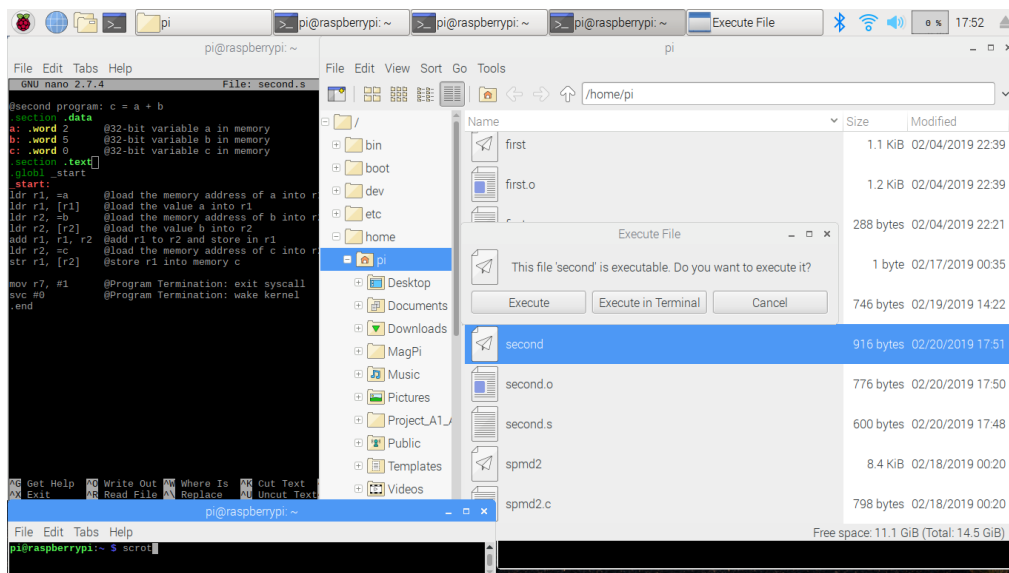 pi
pi@raspberrypi: ~
pi@raspberrypi: ~
pi@raspberrypi: ~
Execute File
0 %
17:52
pi@raspberrypi: ~
File Edit Tabs Help
GNU nano 2.7.4 File: second.s
@second program: c = a + b
.section .data
a: .word 2 @32-bit variable a in memory
b: .word 5 @32-bit variable b in memory
c: .word 0 @32-bit variable c in memory
.section .text
.globl _start
_start:
ldr r1, =a @load the memory address of a into r
ldr r1, [r1] @load the value a into r1
ldr r2, =b @load the memory address of b into r
ldr r2, [r2] @load the value b into r2
add r1, r1, r2 @add r1 to r2 and store in r1
ldr r2, =c @load the memory address of c into r
str r1, [r2] @store r1 into memory c
mov r7, #1 @Program Termination: exit syscall
svc #0 @Program Termination: wake kernel
.end
^G Get Help ^O Write Out ^W Where Is ^K Cut Text
^X Exit ^R Read File ^\ Replace ^U Uncut Text
pi
File Edit View Sort Go Tools
/home/pi
/
bin
boot
dev
etc
home
pi
Desktop
Documents
Downloads
MagPi
Music
Pictures
Project_A1_
Public
Templates
Videos
Name Size Modified
first 1.1 KiB 02/04/2019 22:39
first.o 1.2 KiB 02/04/2019 22:39
288 bytes 02/04/2019 22:21
1 byte 02/17/2019 00:35
746 bytes 02/19/2019 14:22
second 916 bytes 02/20/2019 17:51
second.o 776 bytes 02/20/2019 17:50
second.s 600 bytes 02/20/2019 17:48
spmd2 8.4 KiB 02/18/2019 00:20
spmd2.c 798 bytes 02/18/2019 00:20
Free space: 11.1 GiB (Total: 14.5 GiB)
Execute File
This file 'second' is executable. Do you want to execute it?
Execute
Execute in Terminal
Cancel
pi@raspberrypi: ~
File Edit Tabs Help
pi@raspberrypi:~ $ scrot